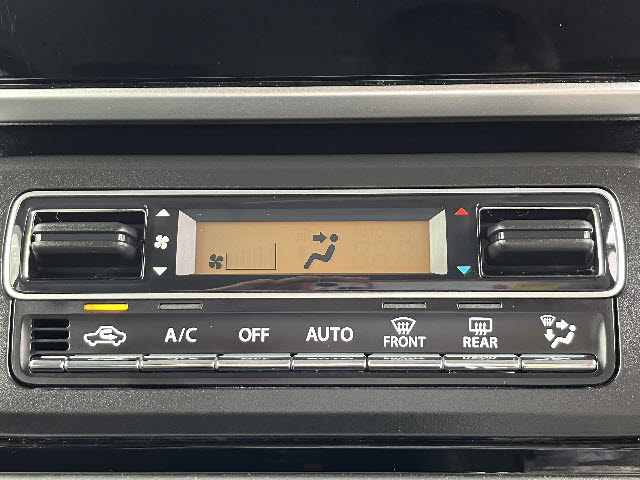 A/C OFF AUTO FRONT REAR